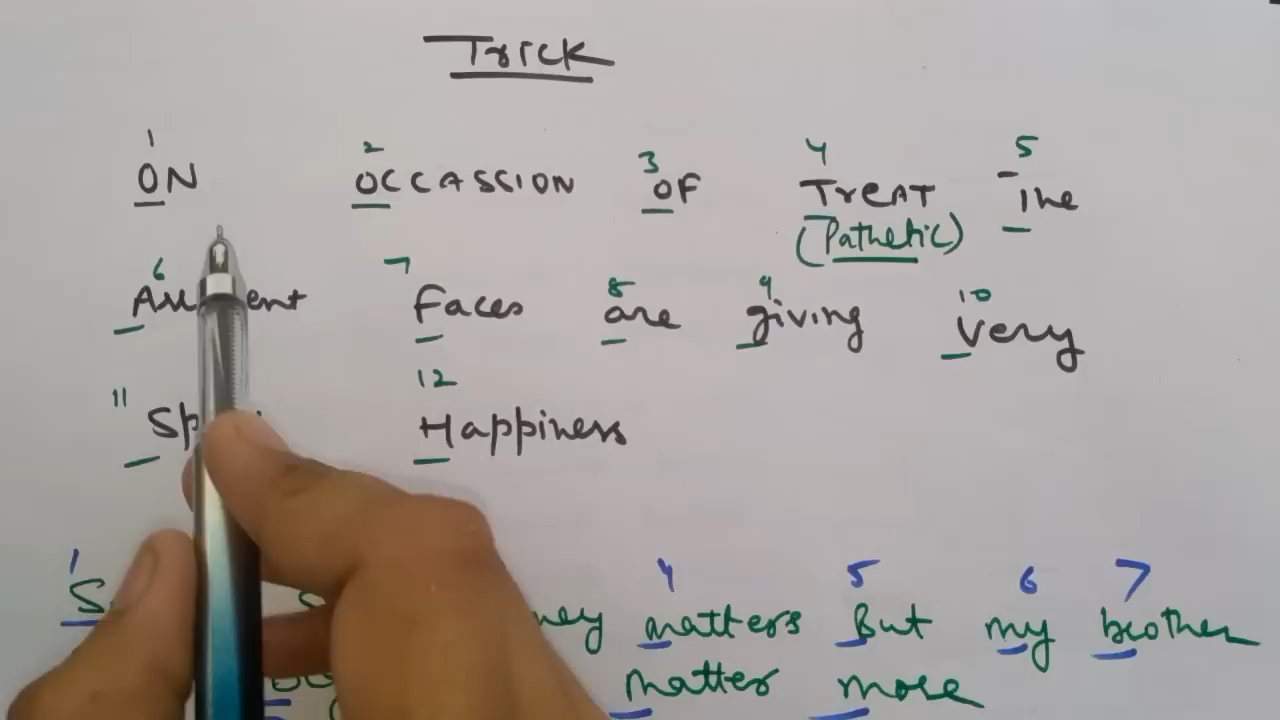 Trick
1 2 3 4 5
ON OCCASSION OF TreAT The
(Pathetic)
6 7 8 9 10
Faces are giving Very
11 12
Happiness
1 4 5 6 7
matters But my brother
matter more